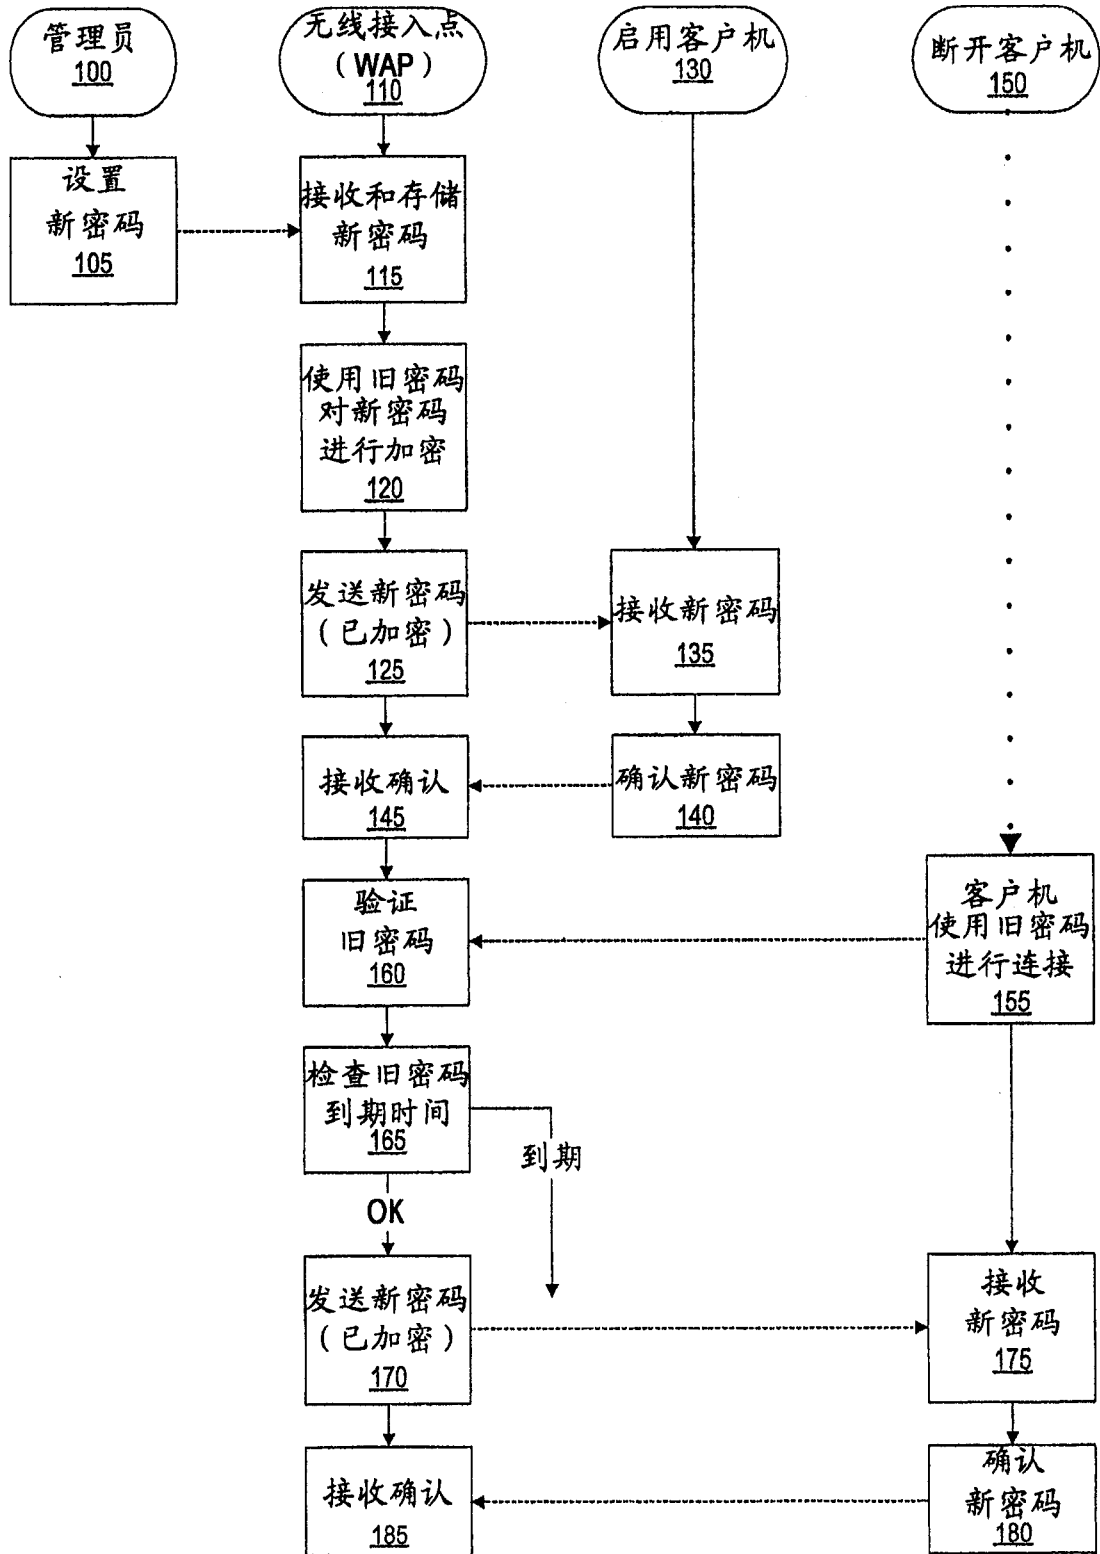 管理员
100
无线接入点
（WAP）
110
启用客户机
130
断开客户机
150
设置
新密码
105
接收和存储
新密码
115
使用旧密码
对新密码
进行加密
120
发送新密码
（已加密）
125
接收新密码
135
接收确认
145
确认新密码
140
验证
旧密码
160
客户机
使用旧密码
进行连接
155
检查旧密码
到期时间
165
到期
OK
发送新密码
（已加密）
170
接收
新密码
175
接收确认
185
确认
新密码
180